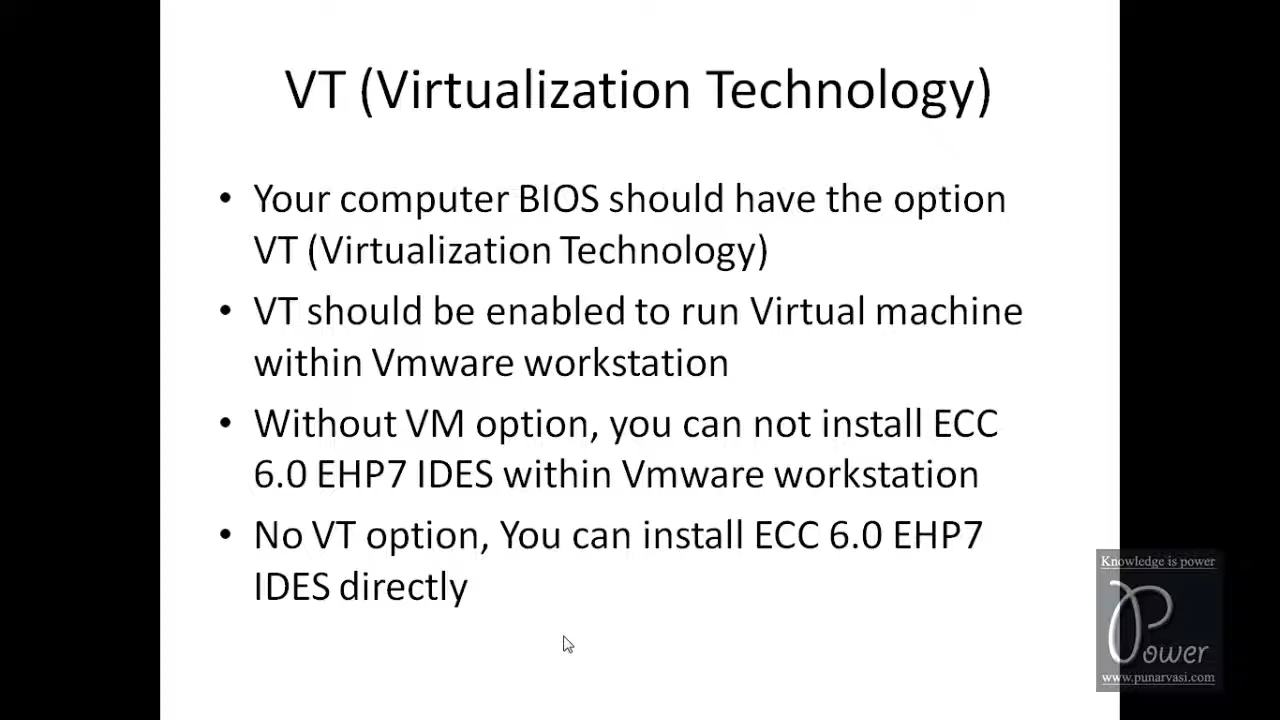 VT (Virtualization Technology)
• Your computer BIOS should have the option
VT (Virtualization Technology)
• VT should be enabled to run Virtual machine
within Vmware workstation
• Without VM option, you can not install ECC
6.0 EHP7 IDES within Vmware workstation
• No VT option, You can install ECC 6.0 EHP7
IDES directly
Knowledge is power
Power
www.punarvasi.com